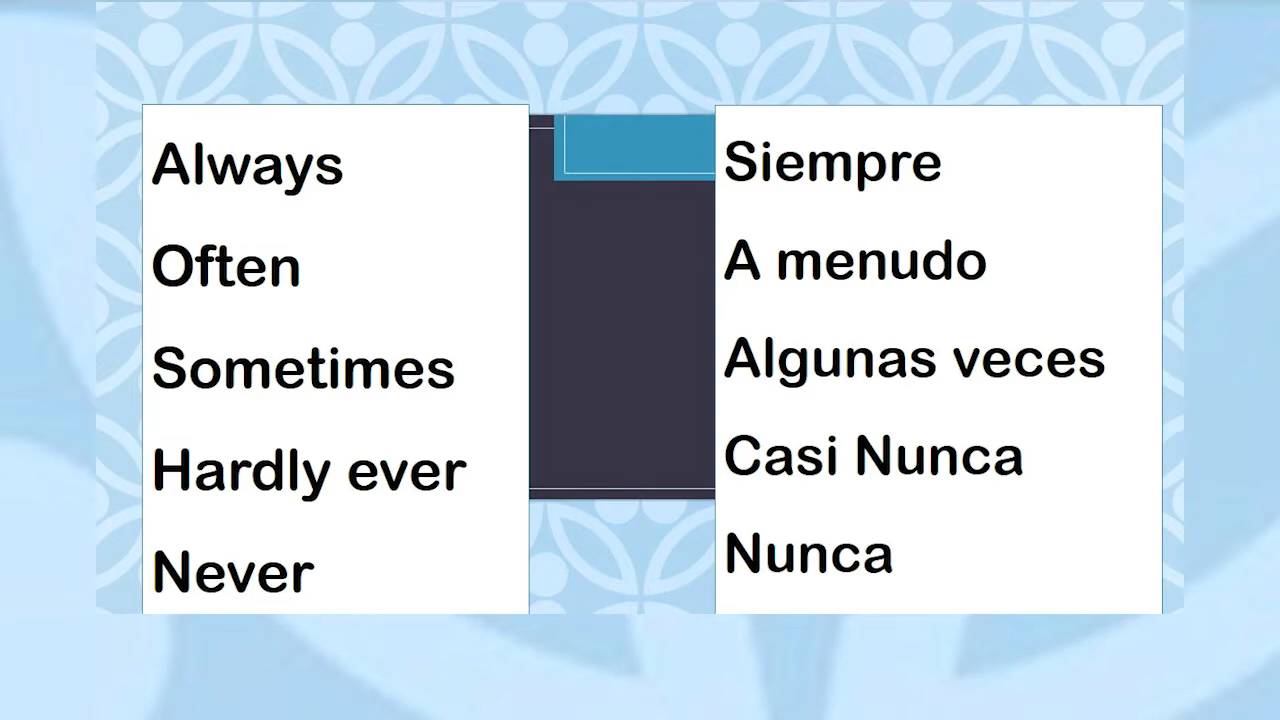 Always
Often
Sometimes
Hardly ever
Never
Siempre
A menudo
Algunas veces
Casi Nunca
Nunca